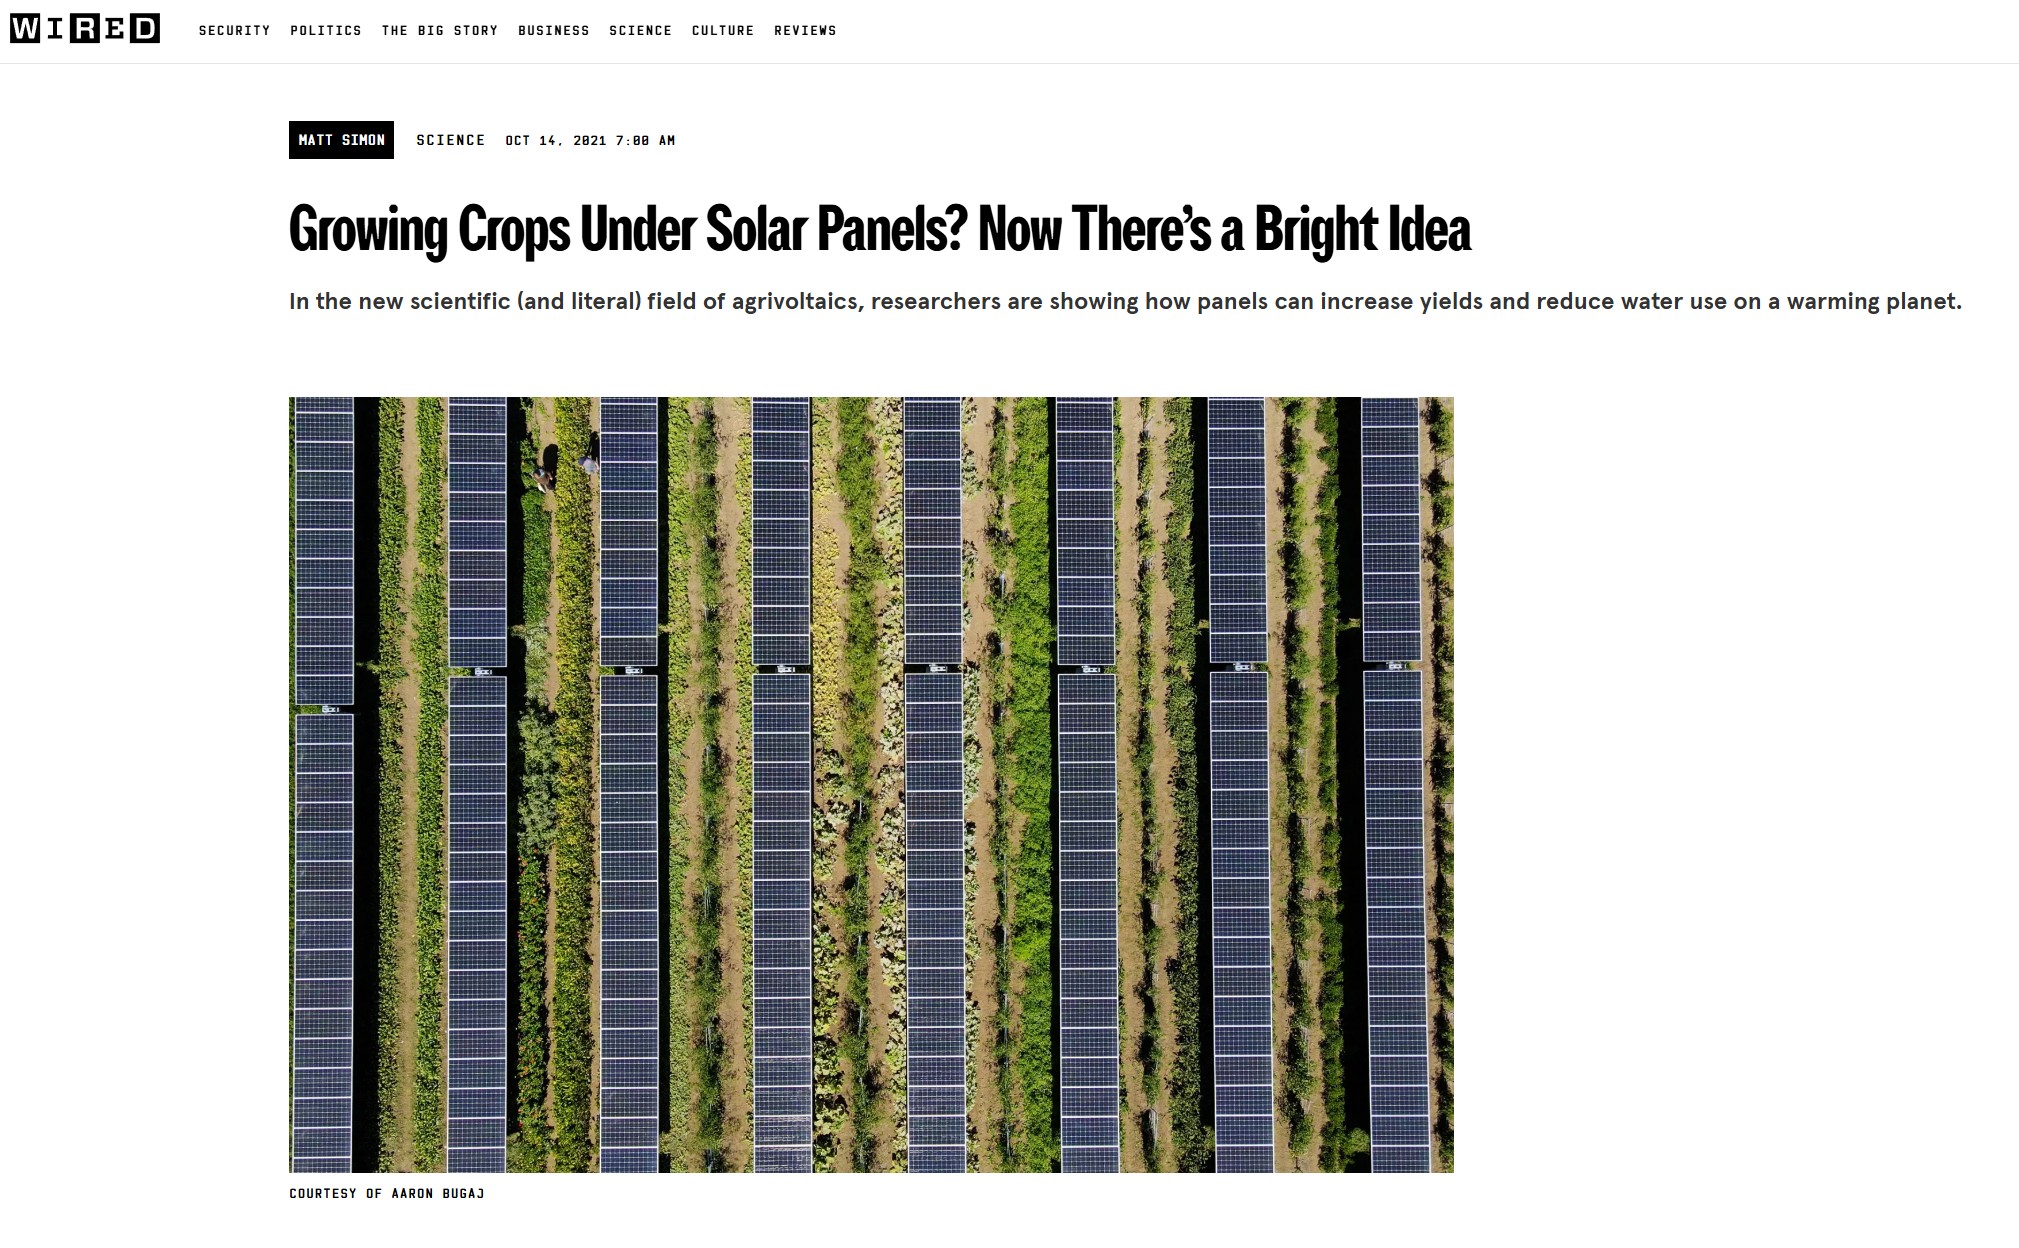 WIRED
SECURITY POLITICS THE BIG STORY BUSINESS SCIENCE CULTURE REVIEWS
MATT SIMON SCIENCE OCT 14, 2021 7:00 AM
Growing Crops Under Solar Panels? Now There’s a Bright Idea
In the new scientific (and literal) field of agrivoltaics, researchers are showing how panels can increase yields and reduce water use on a warming planet.
COURTESY OF AARON BUGAJ